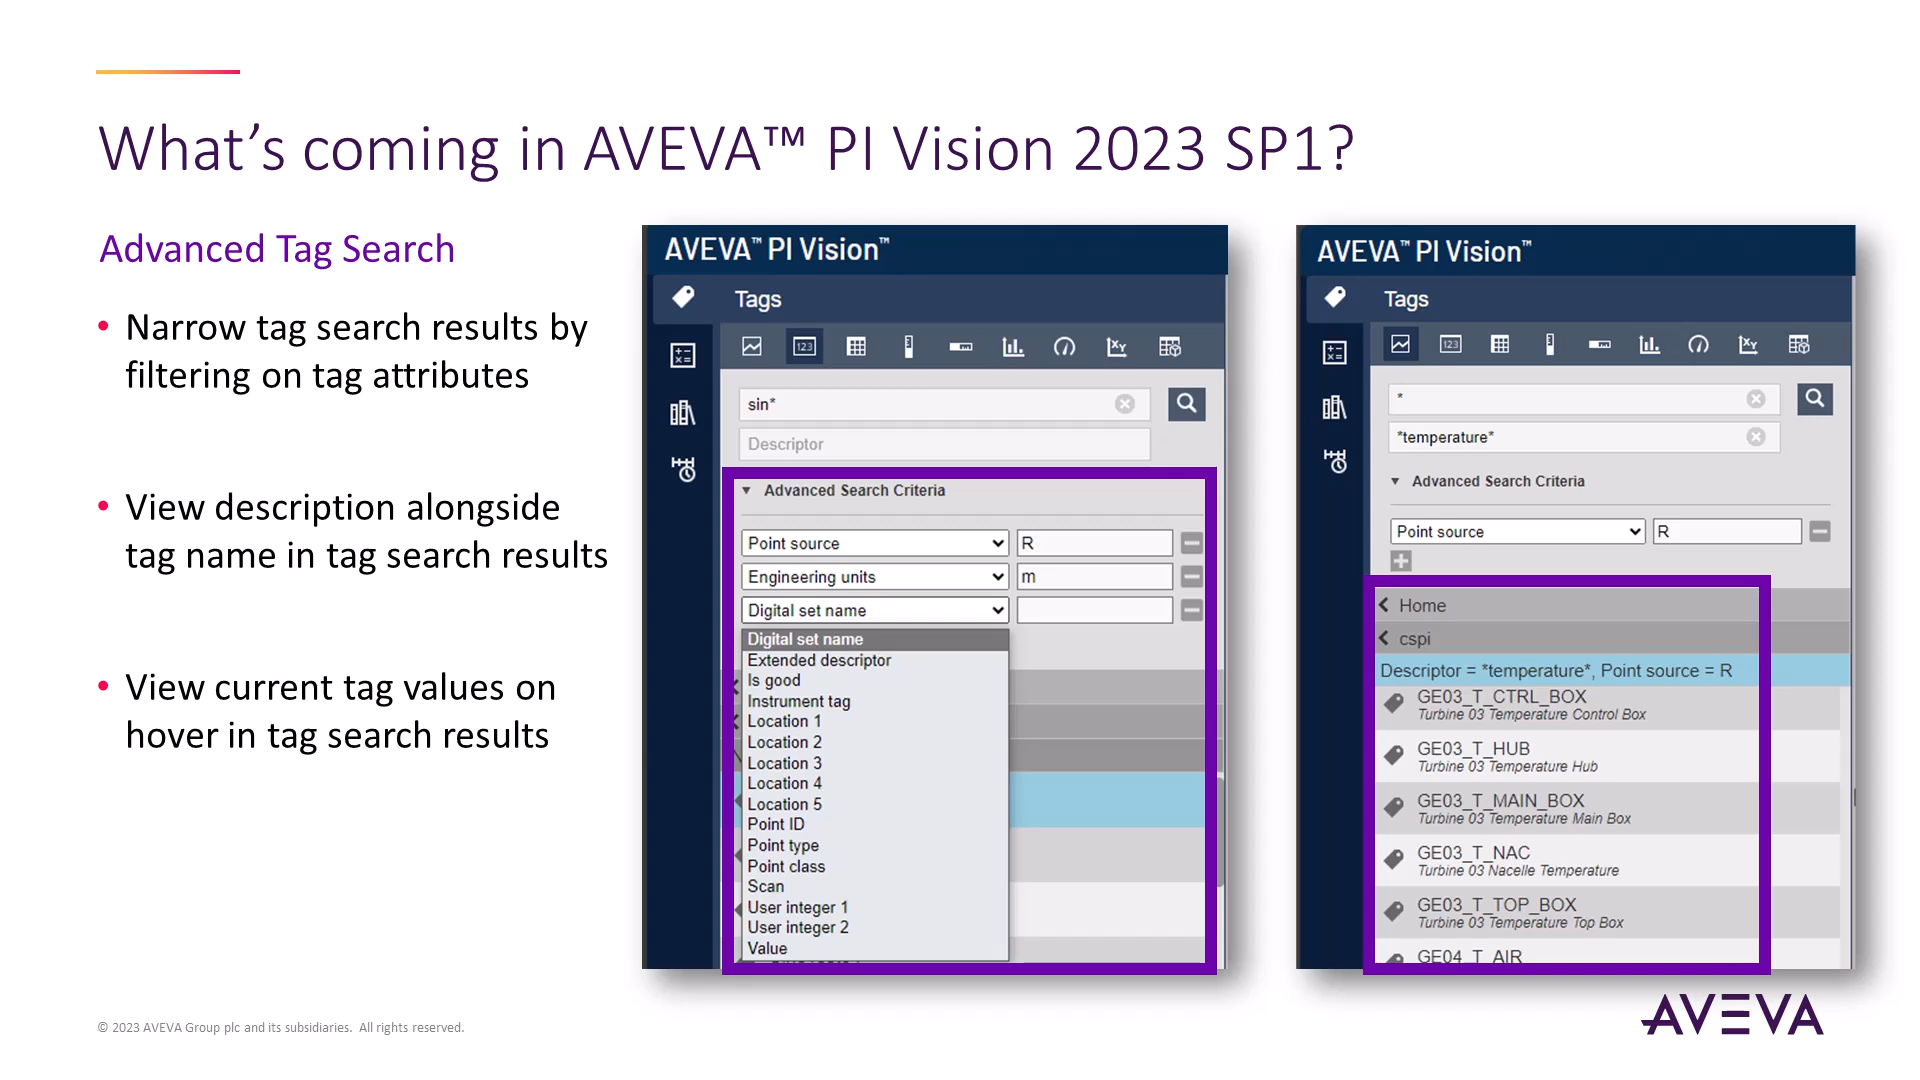 What's coming in AVEVA™ PI Vision 2023 SP1?
Advanced Tag Search
• Narrow tag search results by
filtering on tag attributes
• View description alongside
tag name in tag search results
• View current tag values on
hover in tag search results
AVEVA™ PI Vision™
Tags
123
XY
sin*
Descriptor
Advanced Search Criteria
Point source R
Engineering units m
Digital set name
Digital set name
Extended descriptor
Is good
Instrument tag
Location 1
Location 2
Location 3
Location 4
Location 5
Point ID
Point type
Point class
Scan
User integer 1
User integer 2
Value
AVEVA™ PI Vision™
Tags
123
XY
*
*temperature*
Advanced Search Criteria
Point source R
Home
cspi
Descriptor = *temperature*, Point source = R
GE03_T_CTRL_BOX
Turbine 03 Temperature Control Box
GE03_T_HUB
Turbine 03 Temperature Hub
GE03_T_MAIN_BOX
Turbine 03 Temperature Main Box
GE03_T_NAC
Turbine 03 Nacelle Temperature
GE03_T_TOP_BOX
Turbine 03 Temperature Top Box
GE04_T_AIR
© 2023 AVEVA Group plc and its subsidiaries. All rights reserved.
AVEVA